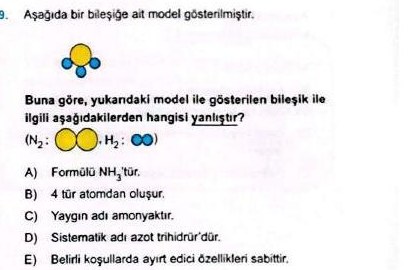 9. Aşağıda bir bileşiğe ait model gösterilmiştir.
Buna göre, yukarıdaki model ile gösterilen bileşik ile
ilgili aşağıdakilerden hangisi yanlıştır?
(N₂: , H₂: )
A) Formülü NH₃'tür.
B) 4 tür atomdan oluşur.
C) Yaygın adı amonyaktır.
D) Sistematik adı azot trihidrür'dür.
E) Belirli koşullarda ayırt edici özellikleri sabittir.